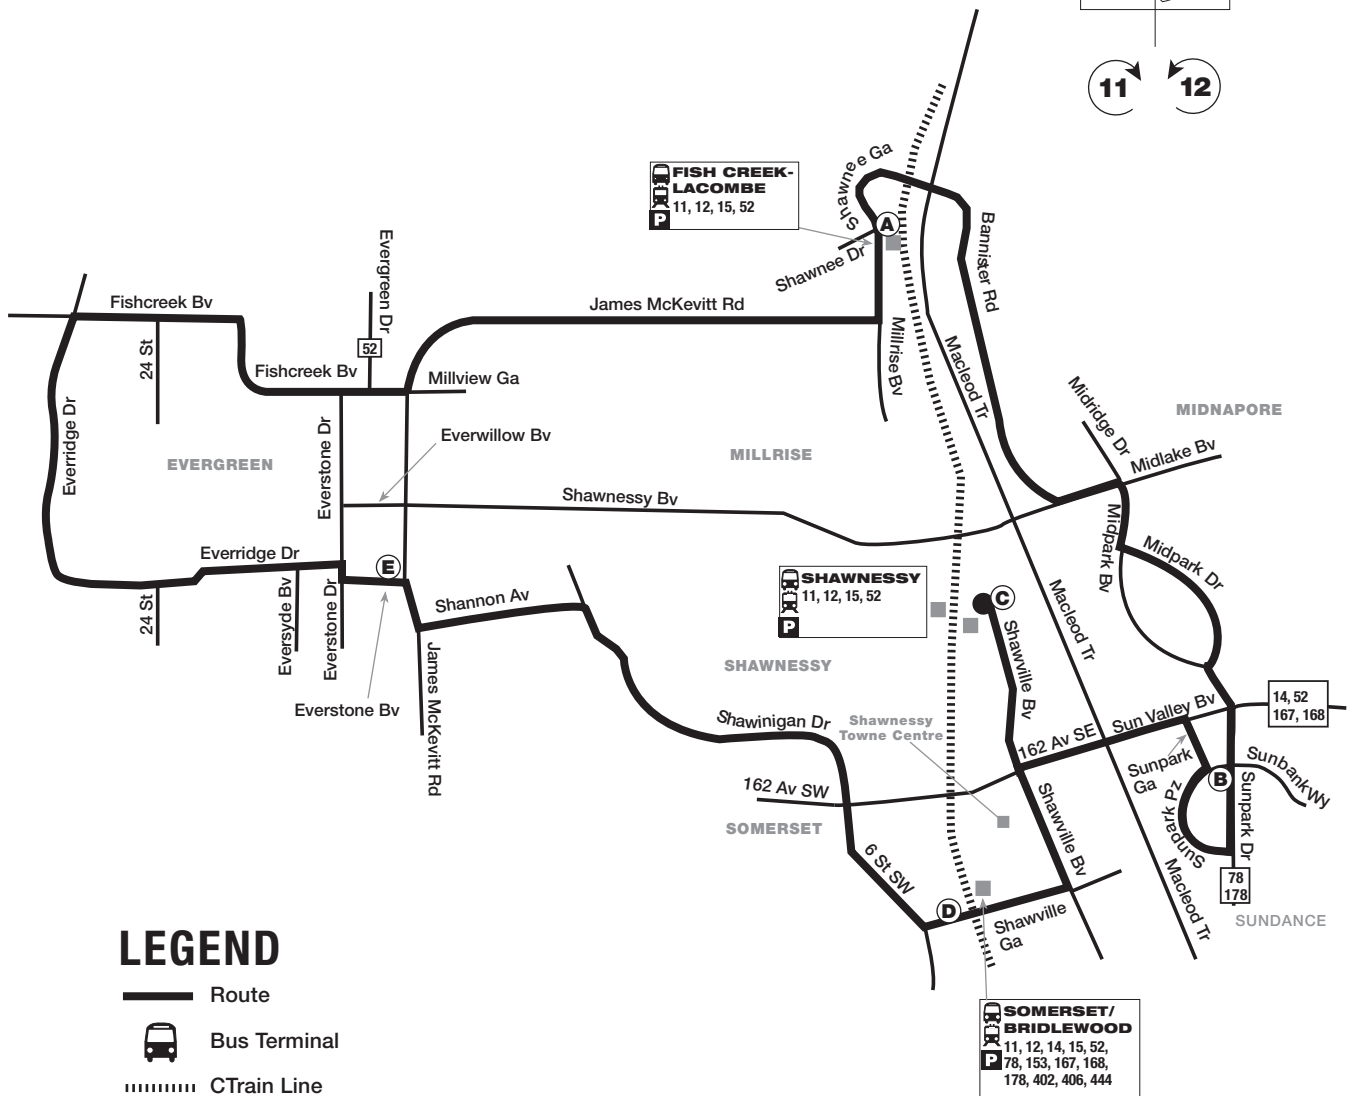 11
12
Shawnee Ga
FISH CREEK-
LACOMBE
11, 12, 15, 52
P
A
Shawnee Dr
Bannister Rd
Evergreen Dr
Fishcreek Bv
James McKevitt Rd
24 St
52
Fishcreek Bv
Millview Ga
Millrise Bv
Macleod Tr
Midridge Dr
MIDNAPORE
Everridge Dr
Everwillow Bv
EVERGREEN
MILLRISE
Midlake Bv
Everstone Dr
Shawnessy Bv
Midpark Bv
Midpark Dr
Everridge Dr
E
SHAWNESSY
11, 12, 15, 52
P
C
24 St
Eversyde Bv
Everstone Dr
Shannon Av
Macleod Tr
Shawville Bv
James McKevitt Rd
SHAWNESSY
Everstone Bv
14, 52
167, 168
Shawinigan Dr
Shawnessy
Towne Centre
162 Av SE
Sun Valley Bv
Sunpark
Ga
B
Sunbank Wy
162 Av SW
SOMERSET
Shawville Bv
Sunpark Pz
Sunpark Dr
6 St SW
78
178
Macleod Tr
D
Shawville
Ga
SUNDANCE
LEGEND
Route
Bus Terminal
CTrain Line
SOMERSET/
BRIDLEWOOD
11, 12, 14, 15, 52,
P
78, 153, 167, 168,
178, 402, 406, 444